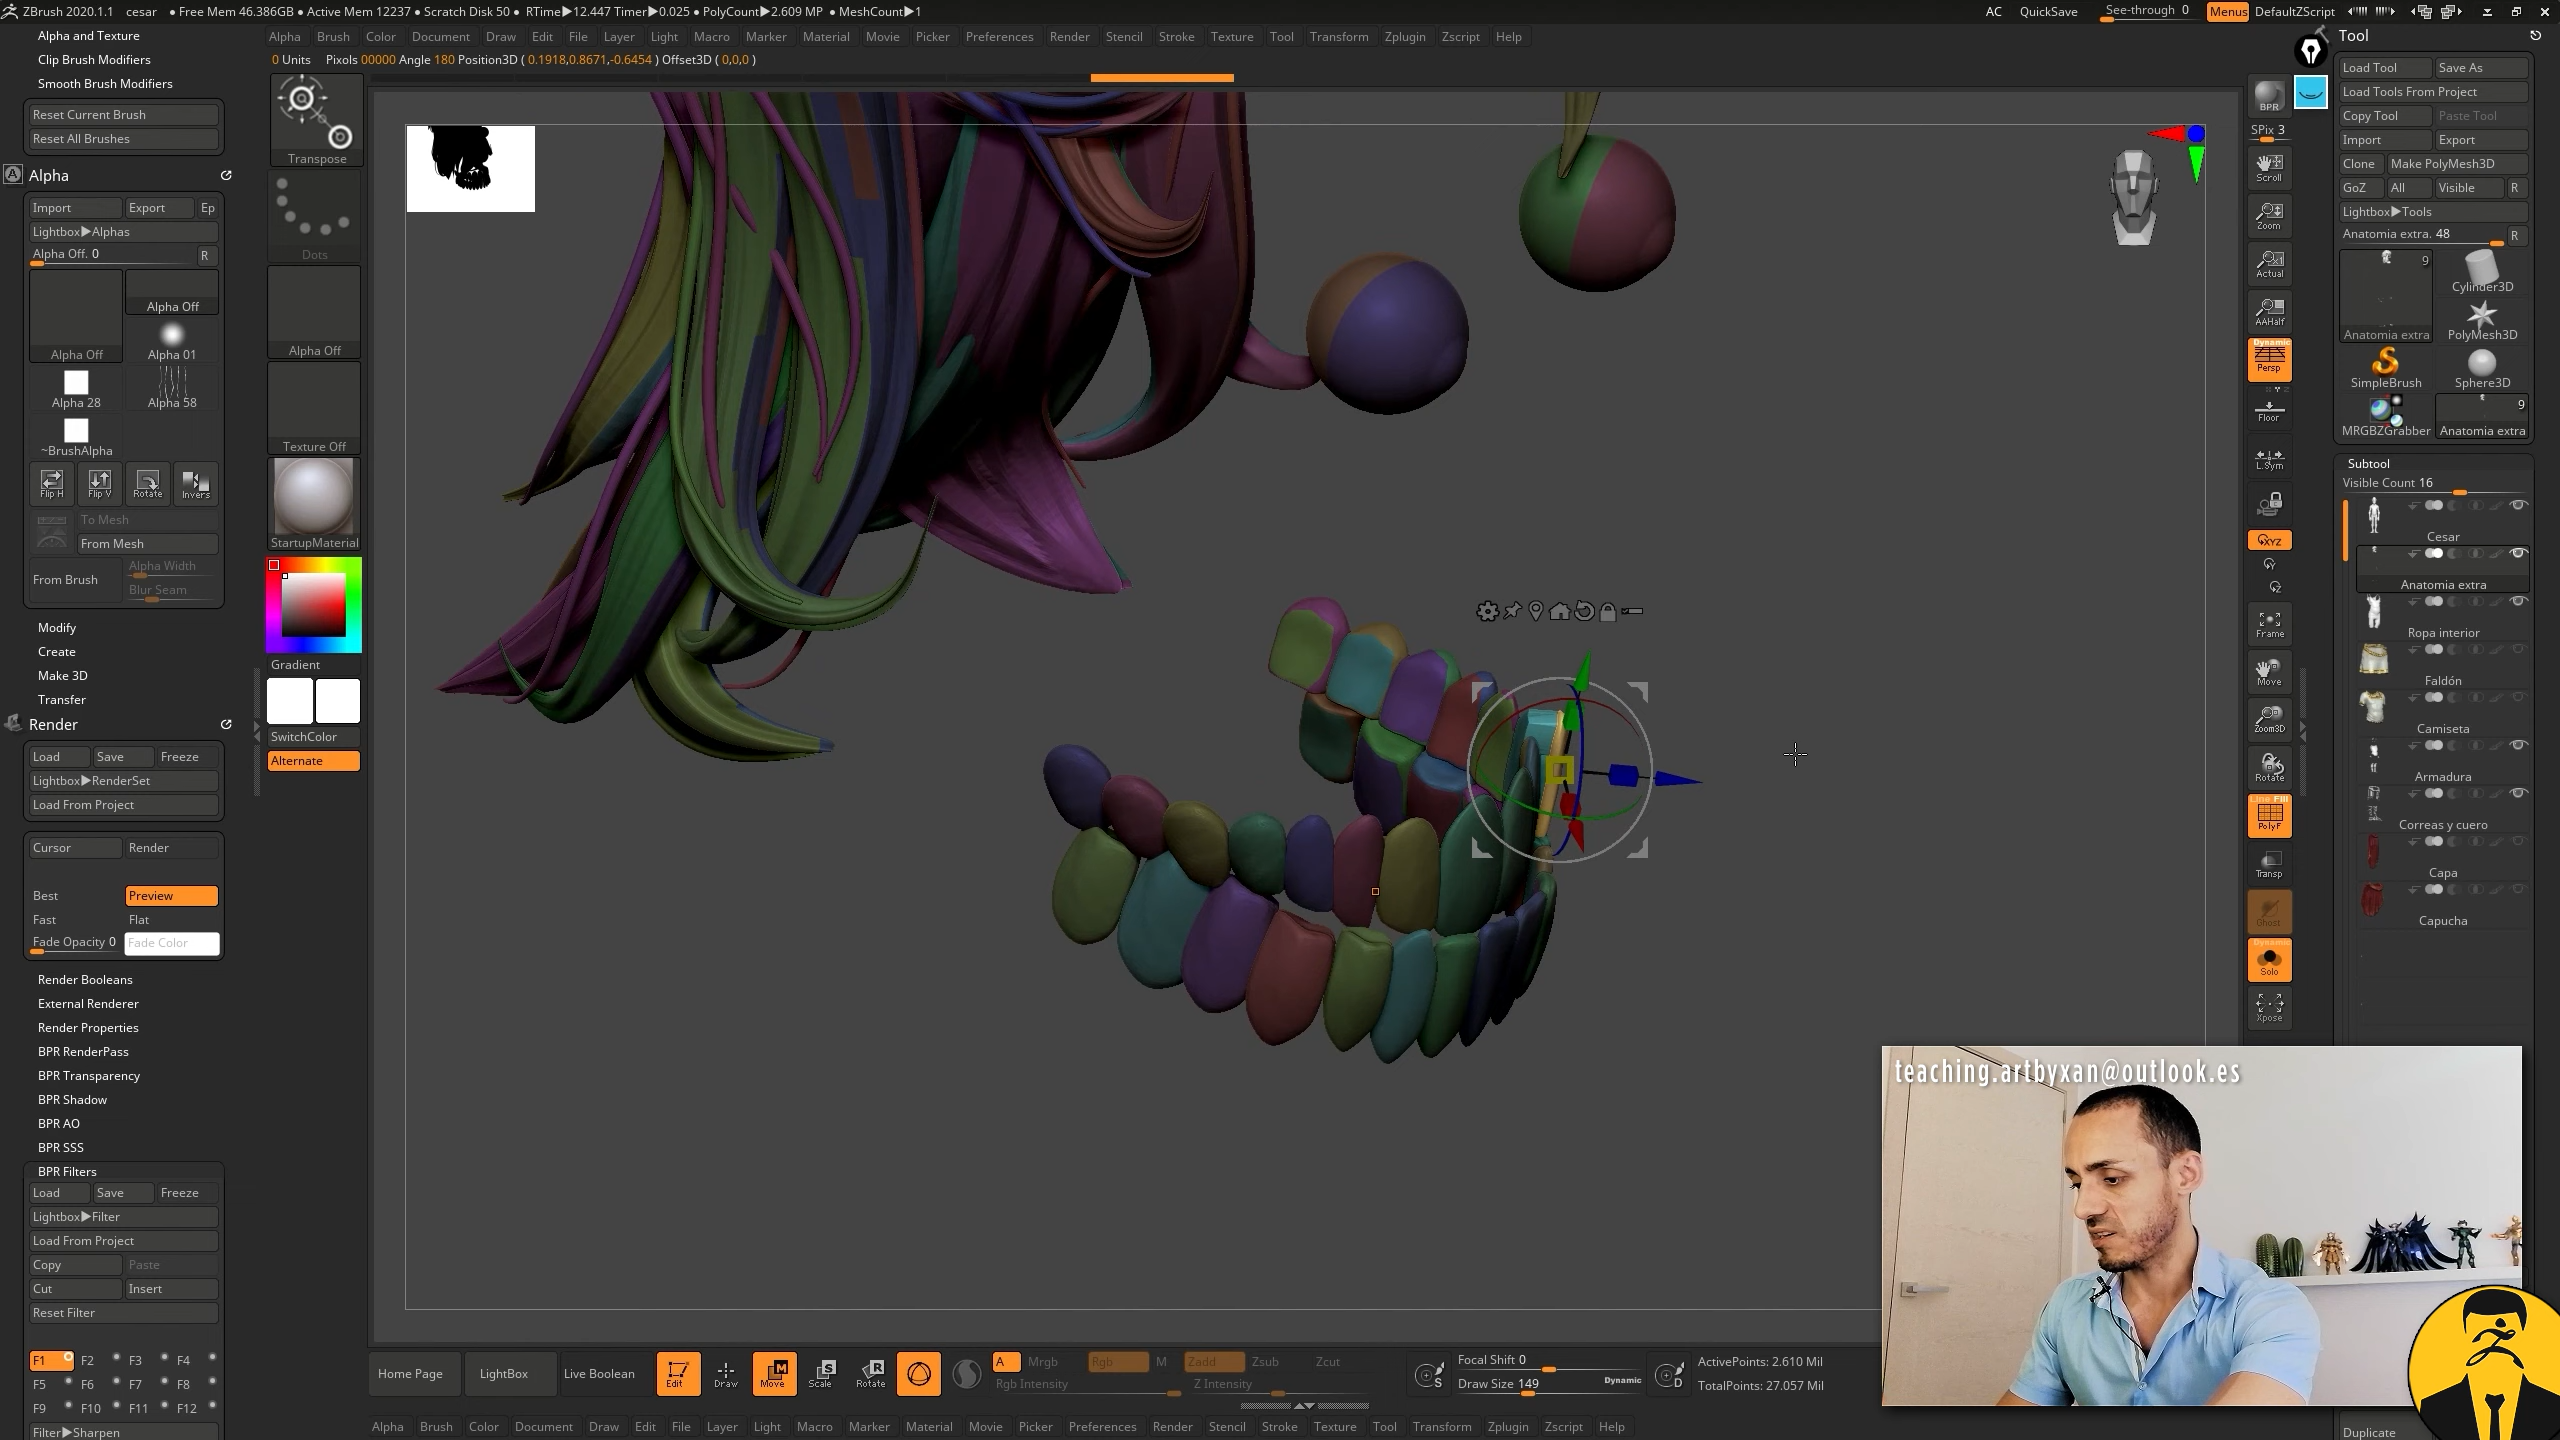 ZBrush 2020.1.1 cesar • Free Mem 46.386GB • Active Mem 12237 • Scratch Disk 50 • RTime▶12.447 Timer▶0.025 • PolyCount▶2.609 MP • MeshCount▶1 AC QuickSave See-through 0 Menus DefaultZScript
Alpha Brush Color Document Draw Edit File Layer Light Macro Marker Material Movie Picker Preferences Render Stencil Stroke Texture Tool Transform Zplugin Zscript Help
0 Units Pixols 00000 Angle 180 Position3D ( 0.1918,0.8671,-0.6454 ) Offset3D ( 0,0,0 )
Alpha and Texture
Clip Brush Modifiers
Smooth Brush Modifiers
Reset Current Brush
Reset All Brushes
Alpha
Import Export Ep
Lightbox▶Alphas
Alpha Off. 0 R
Alpha Off
Alpha Off Alpha 01
Alpha 28 Alpha 58
~BrushAlpha
Flip H Flip V Rotate Invers
To Mesh
From Mesh
From Brush
Alpha Width
Blur Seam
Modify
Create
Make 3D
Transfer
Render
Load Save Freeze
Lightbox▶RenderSet
Load From Project
Cursor Render
Best Preview
Fast Flat
Fade Opacity 0 Fade Color
Render Booleans
External Renderer
Render Properties
BPR RenderPass
BPR Transparency
BPR Shadow
BPR AO
BPR SSS
BPR Filters
Load Save Freeze
Lightbox▶Filter
Load From Project
Copy Paste
Cut Insert
Reset Filter
F1 F2 F3 F4
F5 F6 F7 F8
F9 F10 F11 F12
Filter▶Sharpen
Transpose
Dots
Alpha Off
Texture Off
StartupMaterial
Gradient
SwitchColor
Alternate
BPR
SPix 3
Scroll
Zoom
Actual
AAHalf
Dynamic
Persp
Floor
L.Sym
XYZ
Y
Z
Frame
Move
Zoom3D
Rotate
Line Fill
PolyF
Transp
Ghost
Dynamic
Solo
Xpose
Tool
Load Tool Save As
Load Tools From Project
Copy Tool Paste Tool
Import Export
Clone Make PolyMesh3D
GoZ All Visible R
Lightbox▶Tools
Anatomia extra. 48 R
9
Cylinder3D
Anatomia extra PolyMesh3D
SimpleBrush Sphere3D
9
MRGBZGrabber Anatomia extra
Subtool
Visible Count 16
Cesar
Anatomia extra
Ropa interior
Faldón
Camiseta
Armadura
Correas y cuero
Capa
Capucha
Duplicate
teaching.artbyxan@outlook.es
Home Page LightBox Live Boolean Edit Draw Move Scale Rotate
A Mrgb Rgb M Zadd Zsub Zcut
Rgb Intensity Z Intensity
S
Focal Shift 0
Draw Size 149 Dynamic
D
ActivePoints: 2.610 Mil
TotalPoints: 27.057 Mil
Alpha Brush Color Document Draw Edit File Layer Light Macro Marker Material Movie Picker Preferences Render Stencil Stroke Texture Tool Transform Zplugin Zscript Help